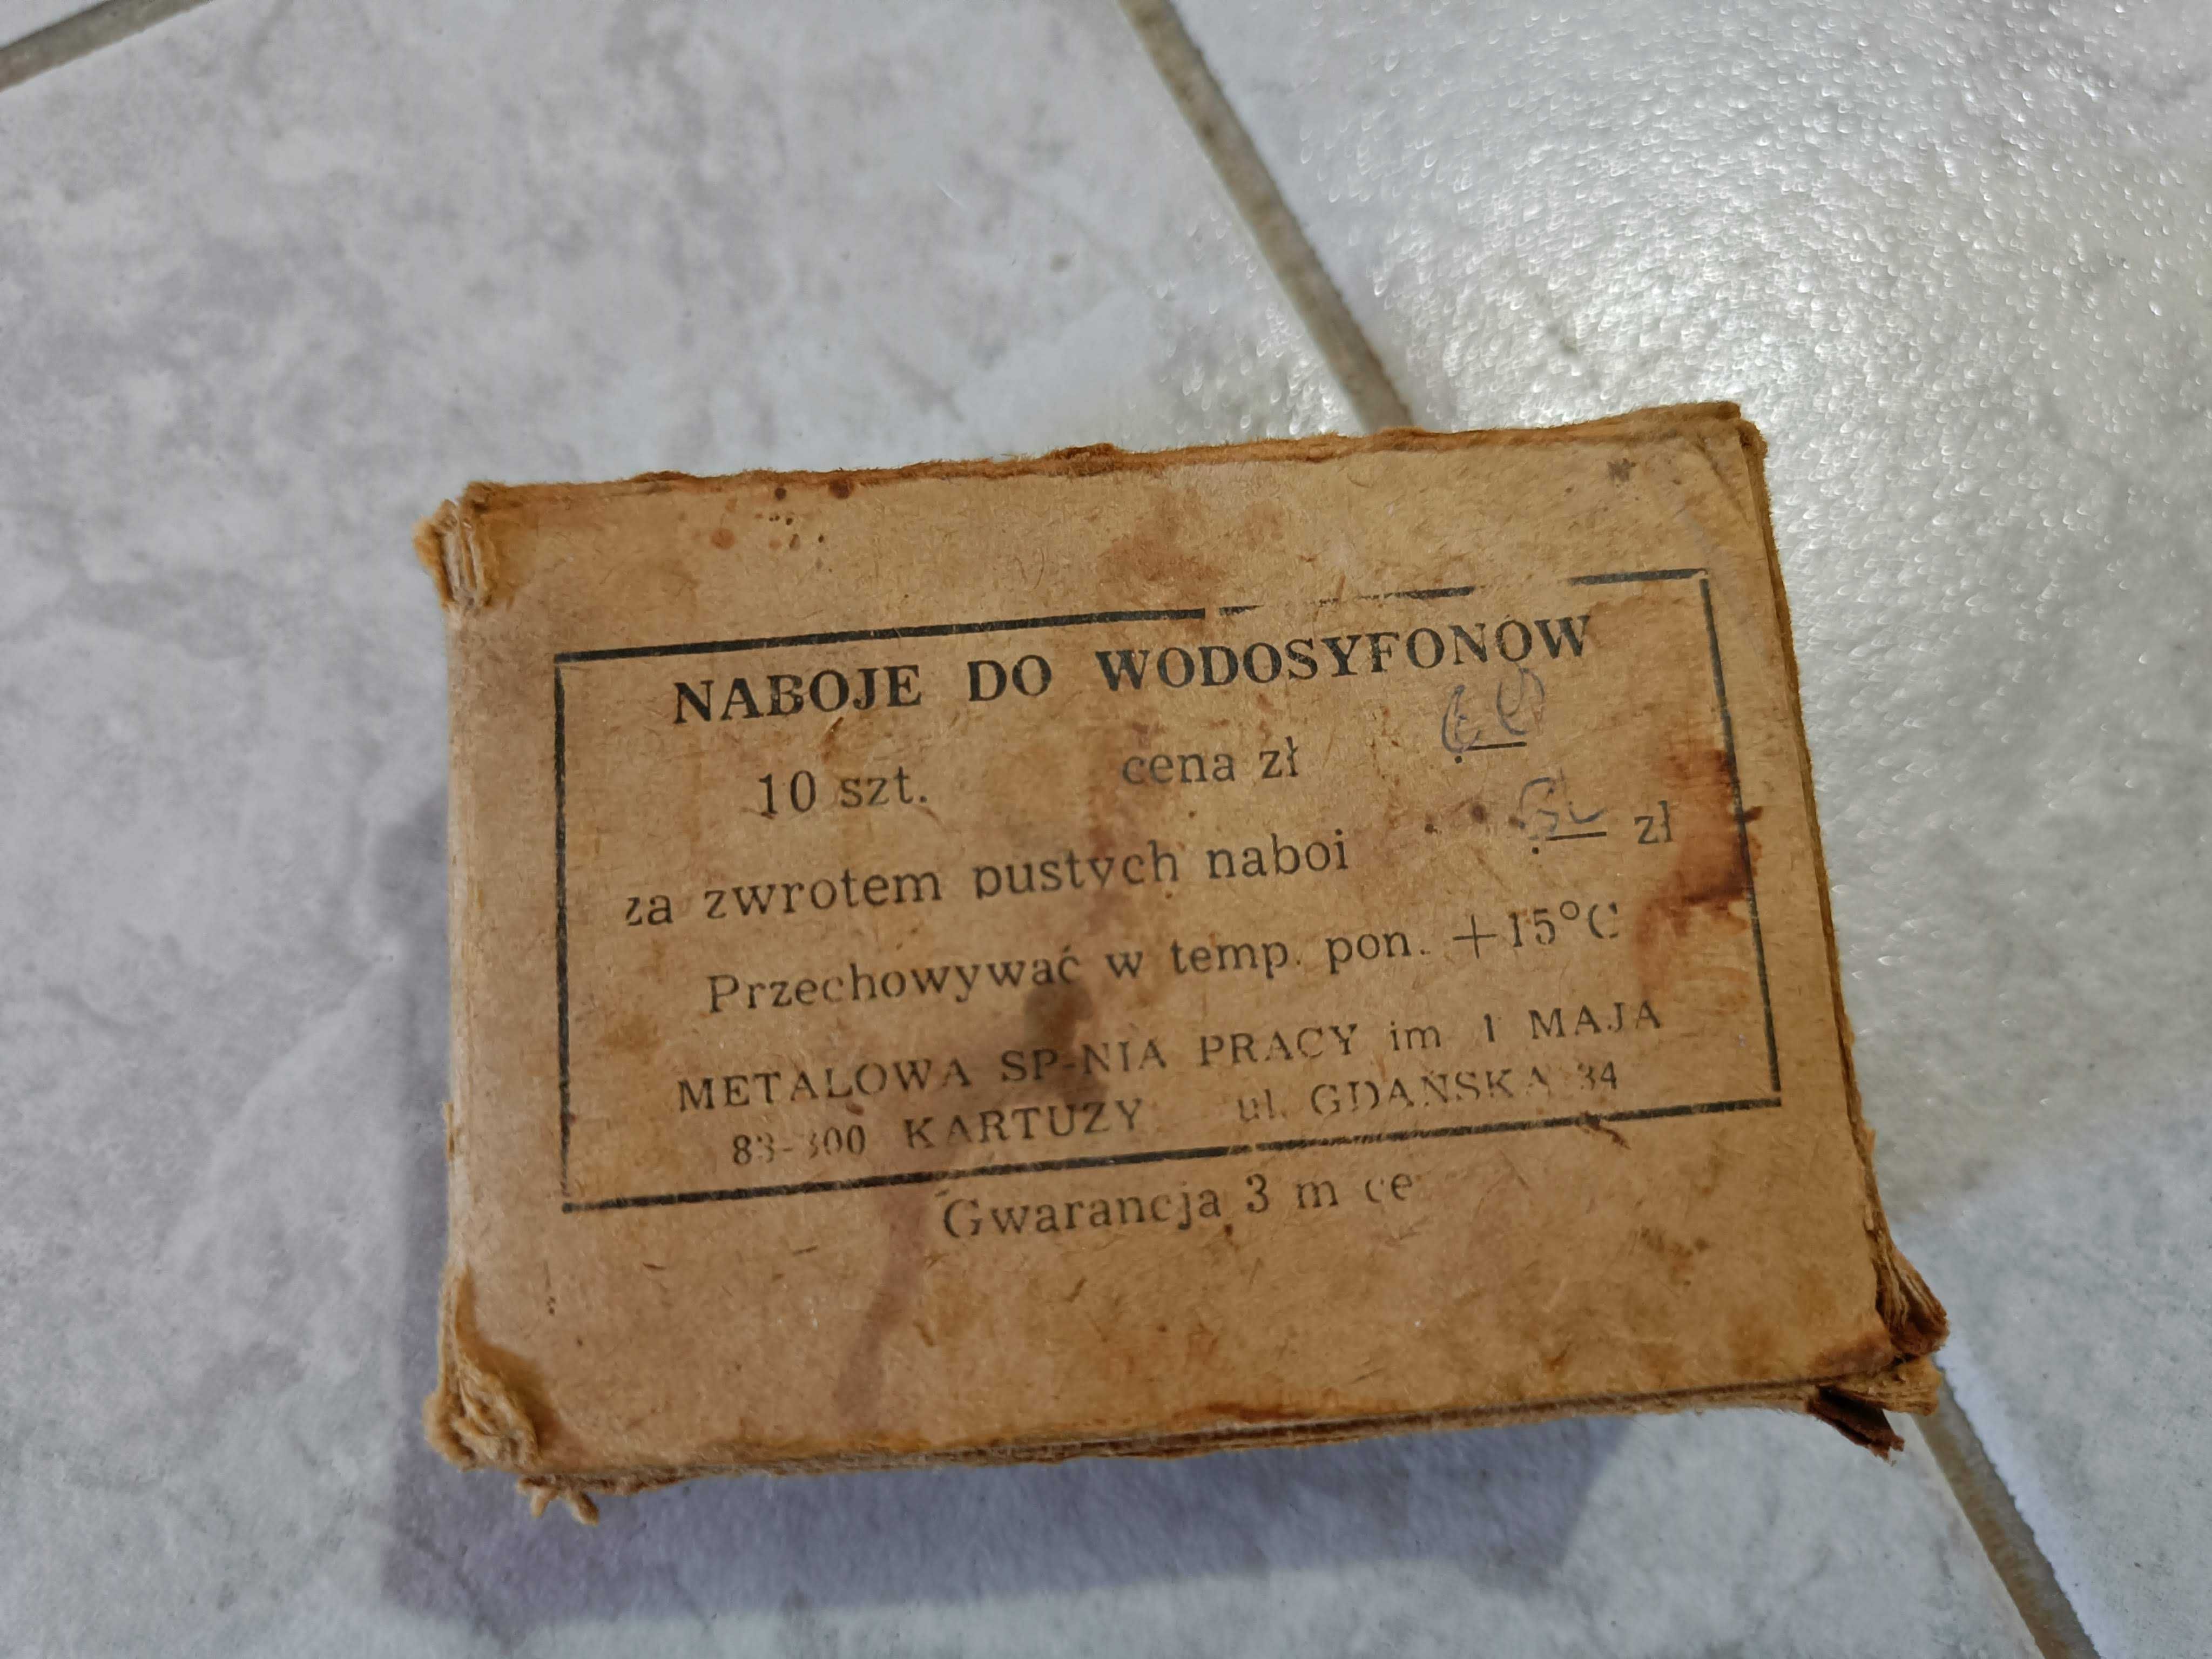 NABOJE DO WODOSYFONÓW
10 szt. cena zł
za zwrotem pustych naboi zł
Przechowywać w temp. pon. +15°C
METALOWA SP-NIA PRACY im 1 MAJA
83-300 KARTUZY ul. GDAŃSKA 34
Gwarancja 3 m ce